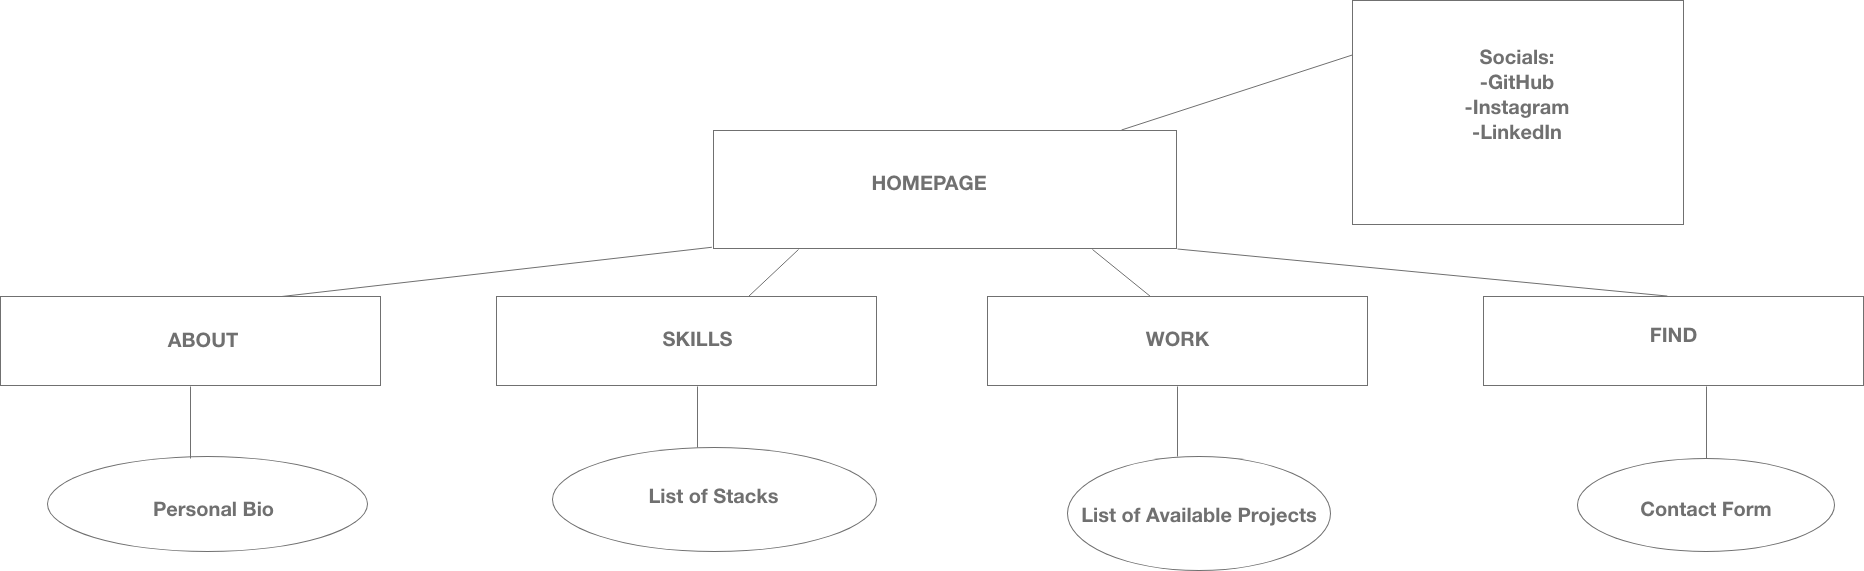 Socials:
-GitHub
-Instagram
-LinkedIn
HOMEPAGE
ABOUT
SKILLS
WORK
FIND
Personal Bio
List of Stacks
List of Available Projects
Contact Form